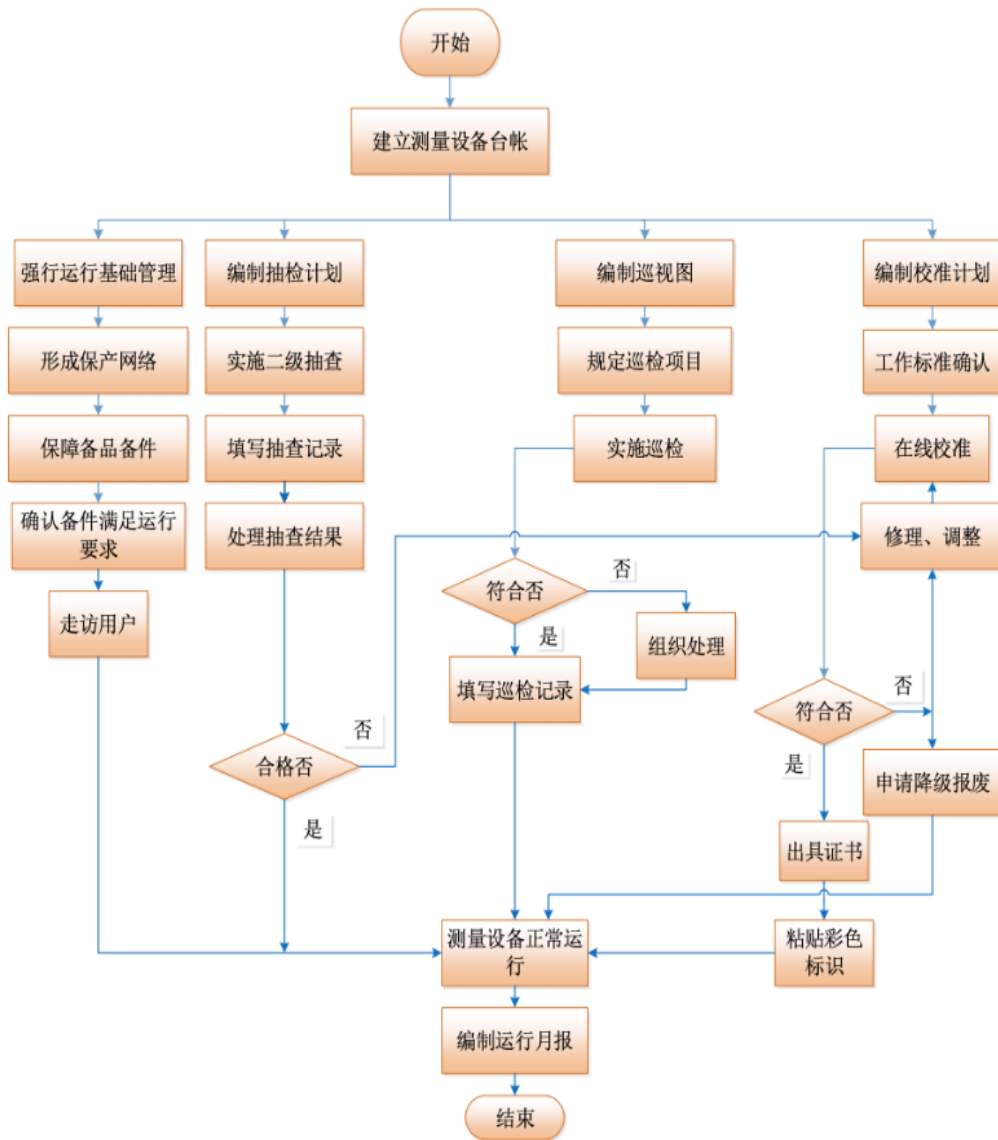 开始
建立测量设备台帐
强行运行基础管理
编制抽检计划
编制巡视图
编制校准计划
形成保产网络
实施二级抽查
规定巡检项目
工作标准确认
保障备品备件
填写抽查记录
实施巡检
在线校准
确认备件满足运行
要求
处理抽查结果
修理、调整
符合否
否
走访用户
是
组织处理
填写巡检记录
否
符合否
否
合格否
是
申请降级报废
是
出具证书
测量设备正常运
行
粘贴彩色
标识
编制运行月报
结束